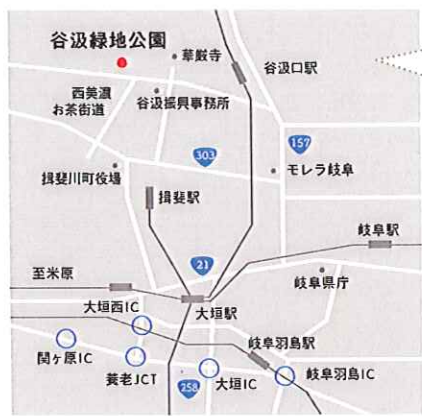 谷汲緑地公園
華厳寺
谷汲口駅
西美濃
お茶街道
谷汲振興事務所
157
303
モレラ岐阜
揖斐川町役場
揖斐駅
岐阜駅
21
至米原
岐阜県庁
大垣西IC
大垣駅
岐阜羽島駅
関ヶ原IC
養老JCT
258
大垣IC
岐阜羽島IC